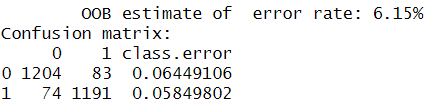 OOB estimate of  error rate: 6.15%
Confusion matrix:
0 1 class.error
0 1204 83 0.06449106
1 74 1191 0.05849802